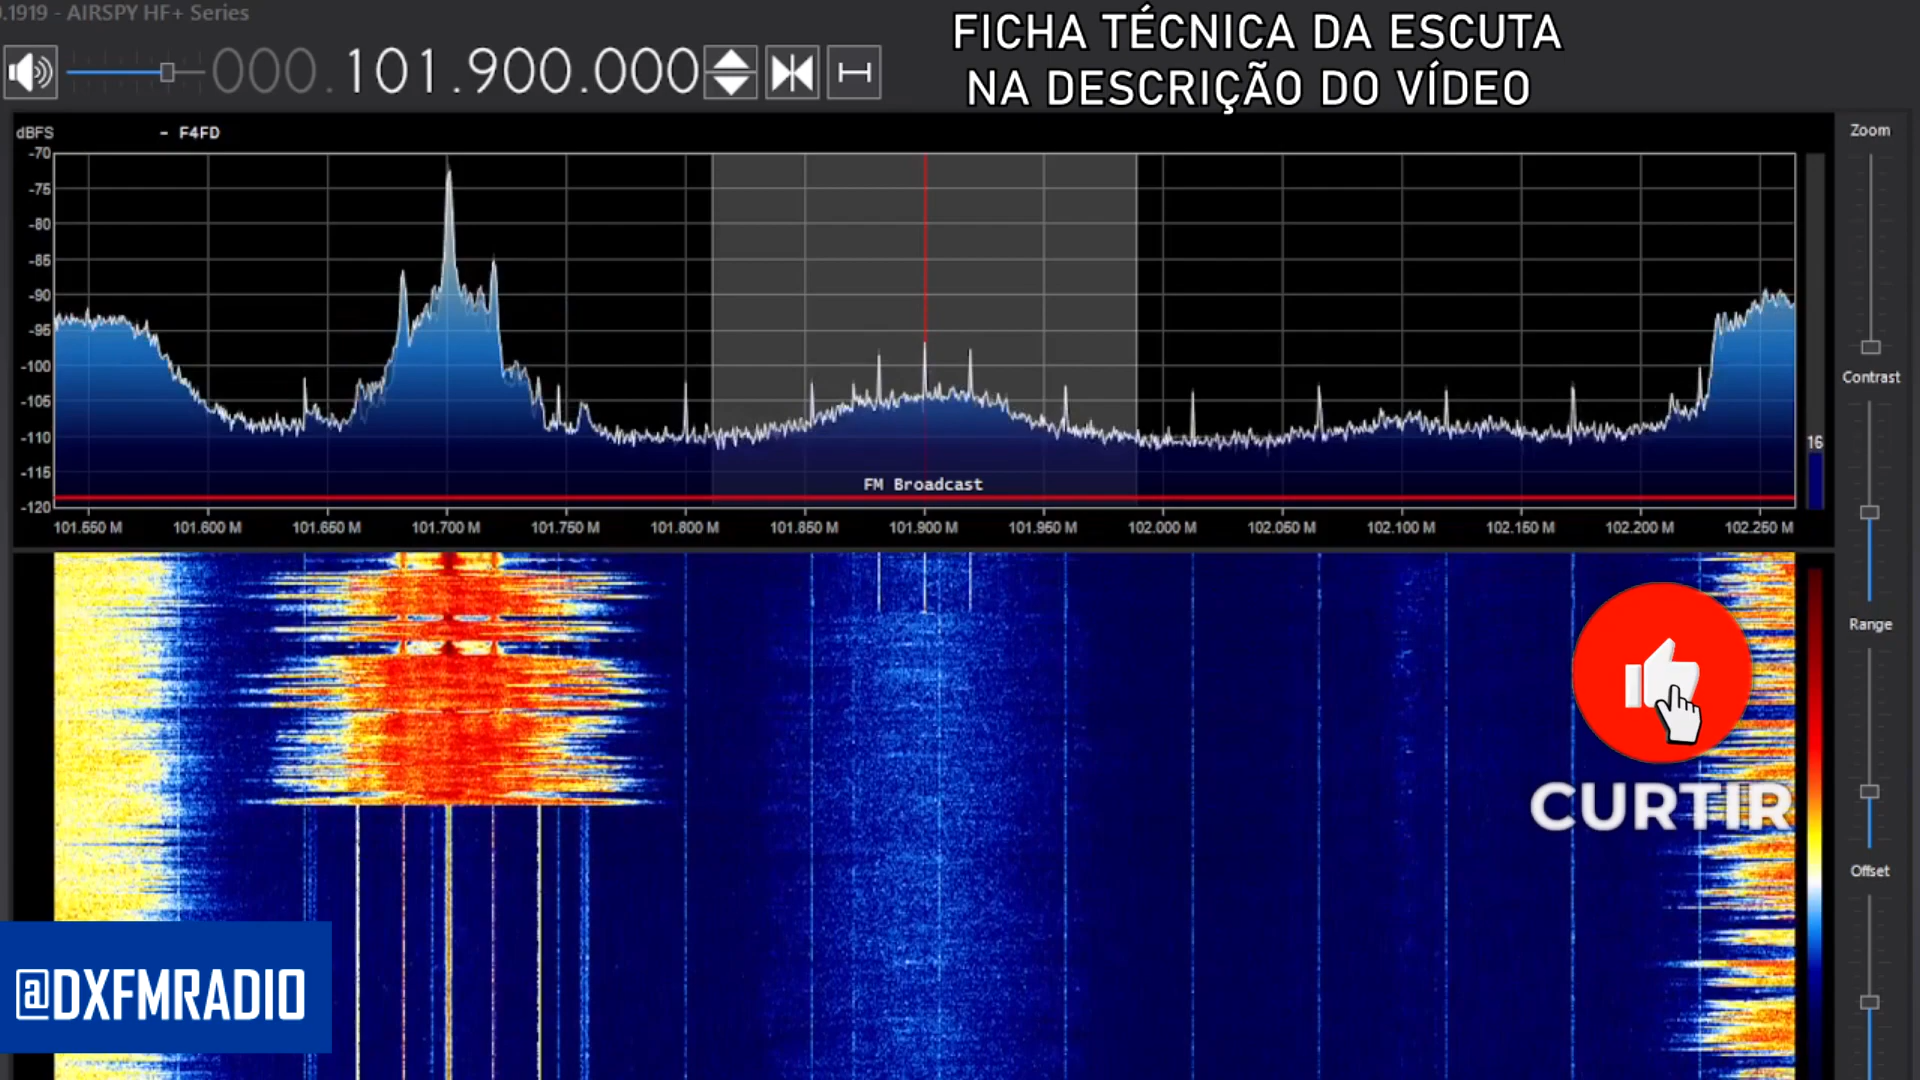 0.1919 - AIRSPY HF+ Series
FICHA TÉCNICA DA ESCUTA
NA DESCRIÇÃO DO VÍDEO
000.101.900.000
dBFS
- F4FD
Zoom
-70
-75
-80
-85
-90
-95
-100
-105
-110
-115
-120
Contrast
16
FM Broadcast
101.550 M 101.600 M 101.650 M 101.700 M 101.750 M 101.800 M 101.850 M 101.900 M 101.950 M 102.000 M 102.050 M 102.100 M 102.150 M 102.200 M 102.250 M
Range
CURTIR
Offset
@DXFMRADIO